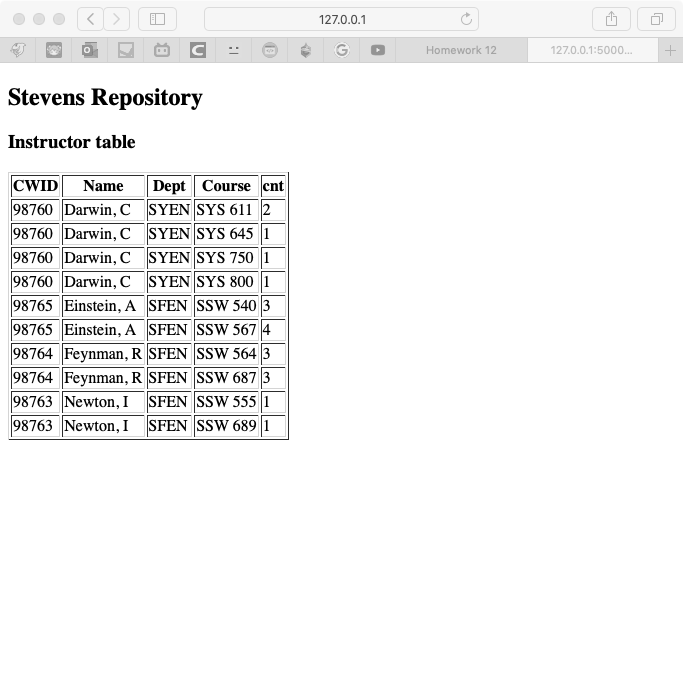 127.0.0.1
Homework 12
127.0.0.1:5000...
Stevens Repository
Instructor table
CWID Name Dept Course cnt
98760 Darwin, C SYEN SYS 611 2
98760 Darwin, C SYEN SYS 645 1
98760 Darwin, C SYEN SYS 750 1
98760 Darwin, C SYEN SYS 800 1
98765 Einstein, A SFEN SSW 540 3
98765 Einstein, A SFEN SSW 567 4
98764 Feynman, R SFEN SSW 564 3
98764 Feynman, R SFEN SSW 687 3
98763 Newton, I SFEN SSW 555 1
98763 Newton, I SFEN SSW 689 1